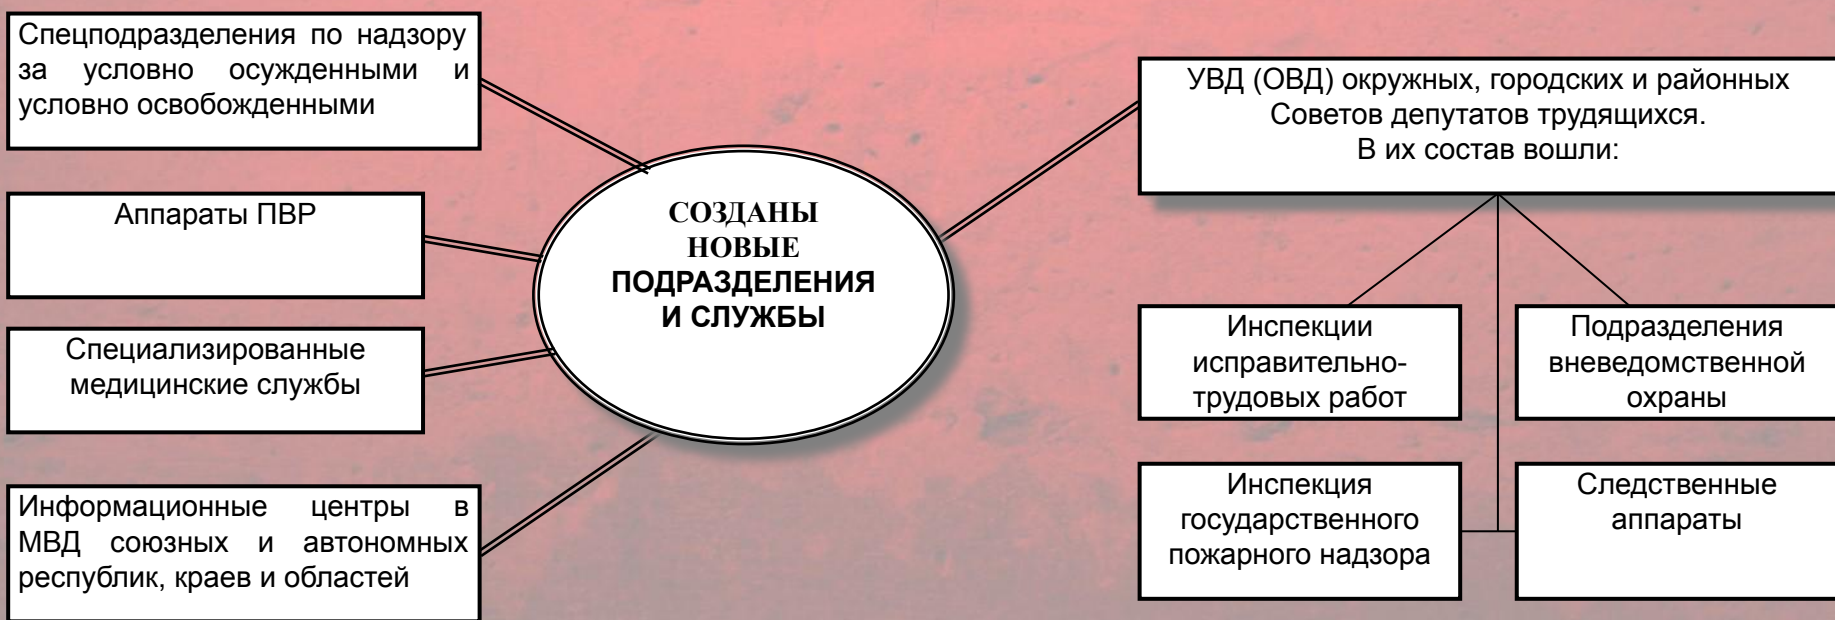 Спецподразделения по надзору
за условно осужденными и
условно освобожденными
Аппараты ПВР
Специализированные
медицинские службы
Информационные центры в
МВД союзных и автономных
республик, краев и областей
СОЗДАНЫ
НОВЫЕ
ПОДРАЗДЕЛЕНИЯ
И СЛУЖБЫ
УВД (ОВД) окружных, городских и районных
Советов депутатов трудящихся.
В их состав вошли:
Инспекции
исправительно-
трудовых работ
Подразделения
вневедомственной
охраны
Инспекция
государственного
пожарного надзора
Следственные
аппараты